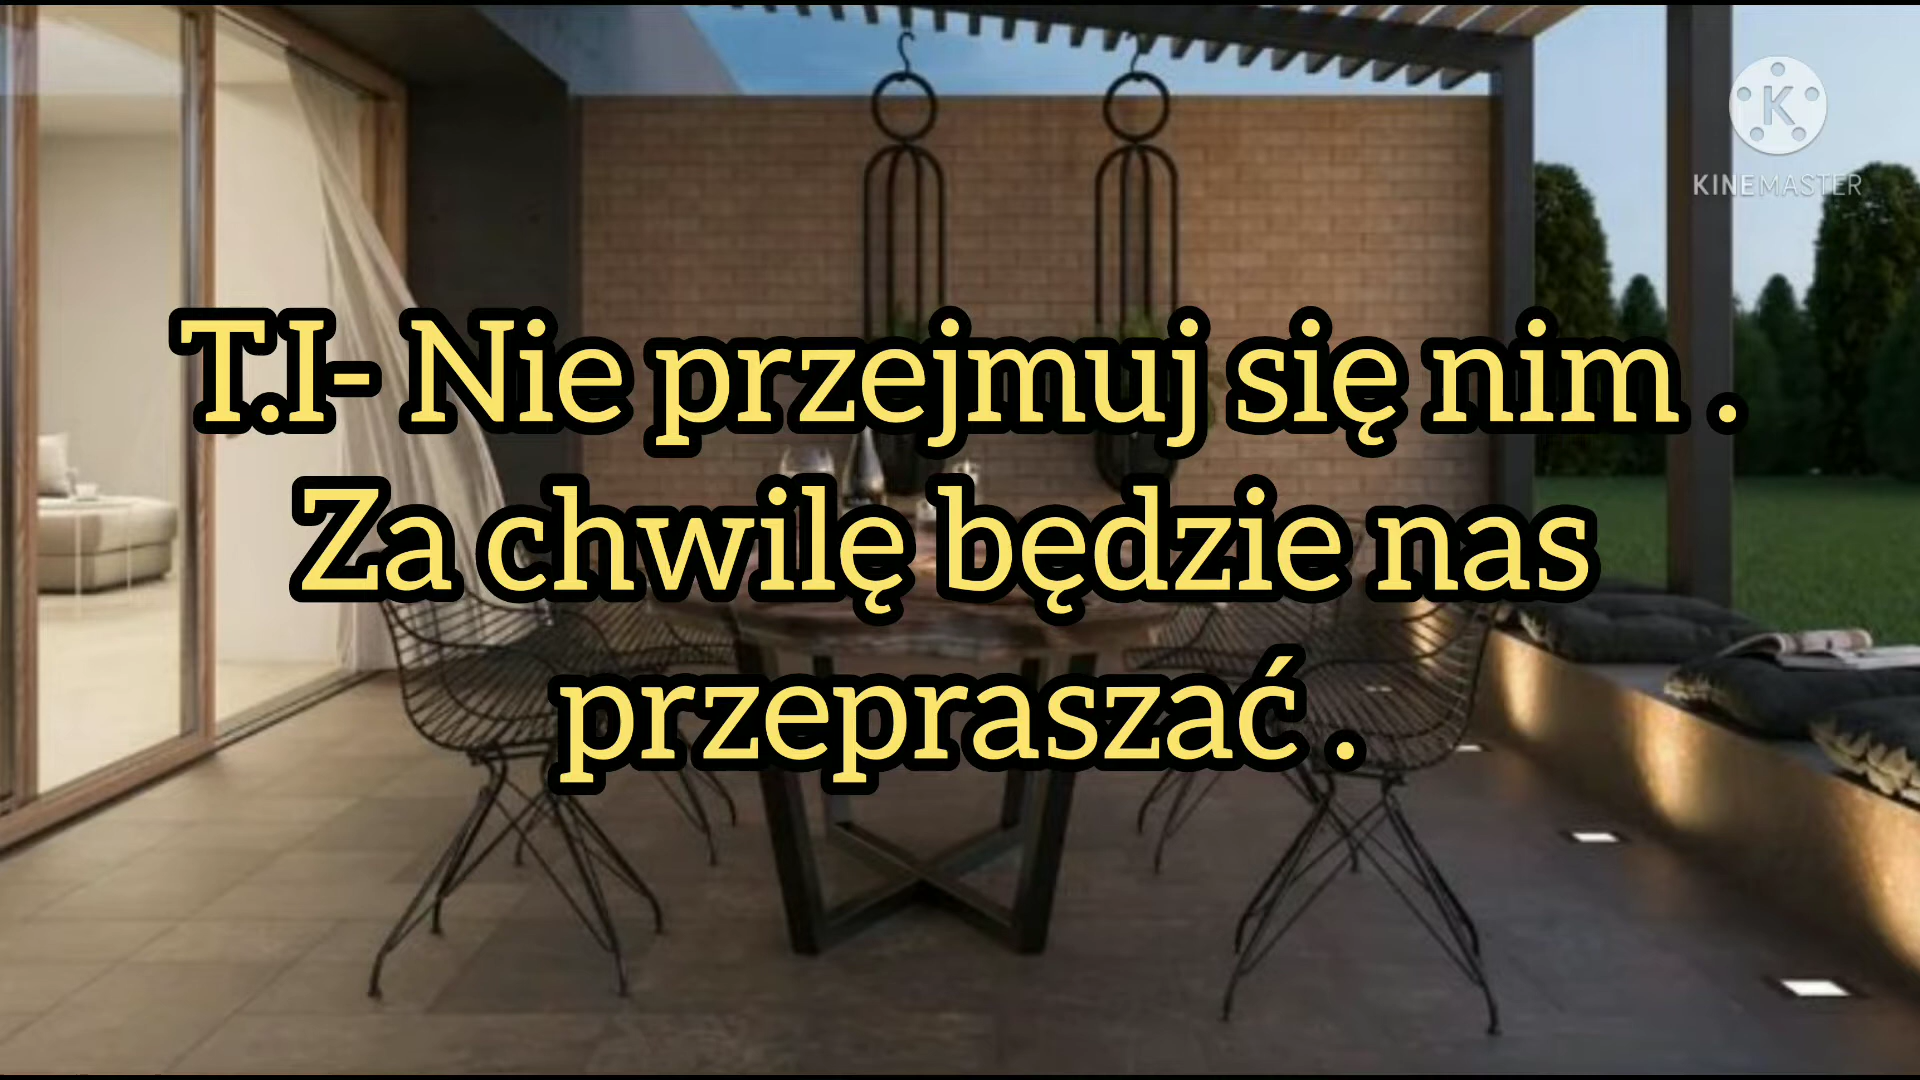 K
KINEMASTER
T.I- Nie przejmuj się nim .
Za chwilę będzie nas
przepraszać .